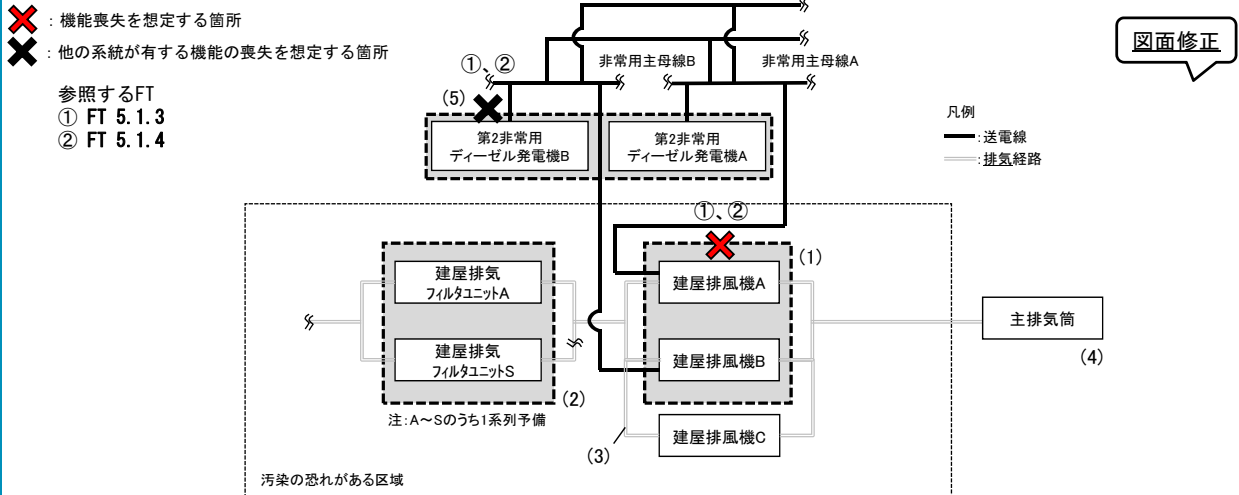 ：機能喪失を想定する箇所
：他の系統が有する機能の喪失を想定する箇所
参照するFT
① FT 5.1.3
② FT 5.1.4
図面修正
①、②
非常用主母線B
非常用主母線A
(5)
第2非常用
ディーゼル発電機B
第2非常用
ディーゼル発電機A
凡例
：送電線
：排気経路
①、②
(1)
建屋排気
フィルタユニットA
建屋排風機A
主排気筒
(4)
建屋排気
フィルタユニットS
建屋排風機B
(2)
注：A～Sのうち1系列予備
建屋排風機C
(3)
汚染の恐れがある区域